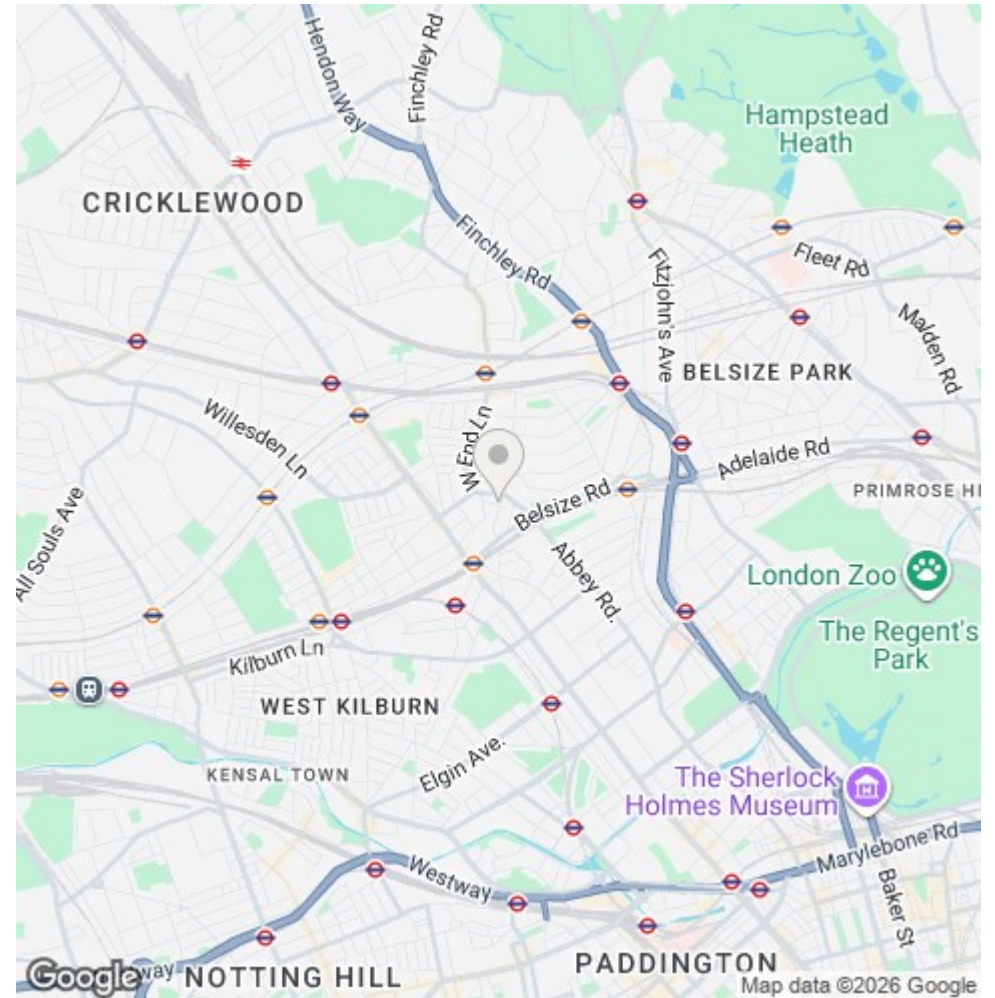 Hendon Way
Finchley Rd
Hampstead
Heath
CRICKLEWOOD
Finchley Rd
Fitzjohn's Ave
Fleet Rd
Malden Rd
BELSIZE PARK
Willesden Ln
W End Ln
Adelaide Rd
Belsize Rd
PRIMROSE HI
All Souls Ave
Abbey Rd.
London Zoo
The Regent's
Park
Kilburn Ln
WEST KILBURN
Elgin Ave.
KENSAL TOWN
The Sherlock
Holmes Museum
Marylebone Rd
Westway
Baker St
PADDINGTON
Google
way
NOTTING HILL
Map data ©2026 Google